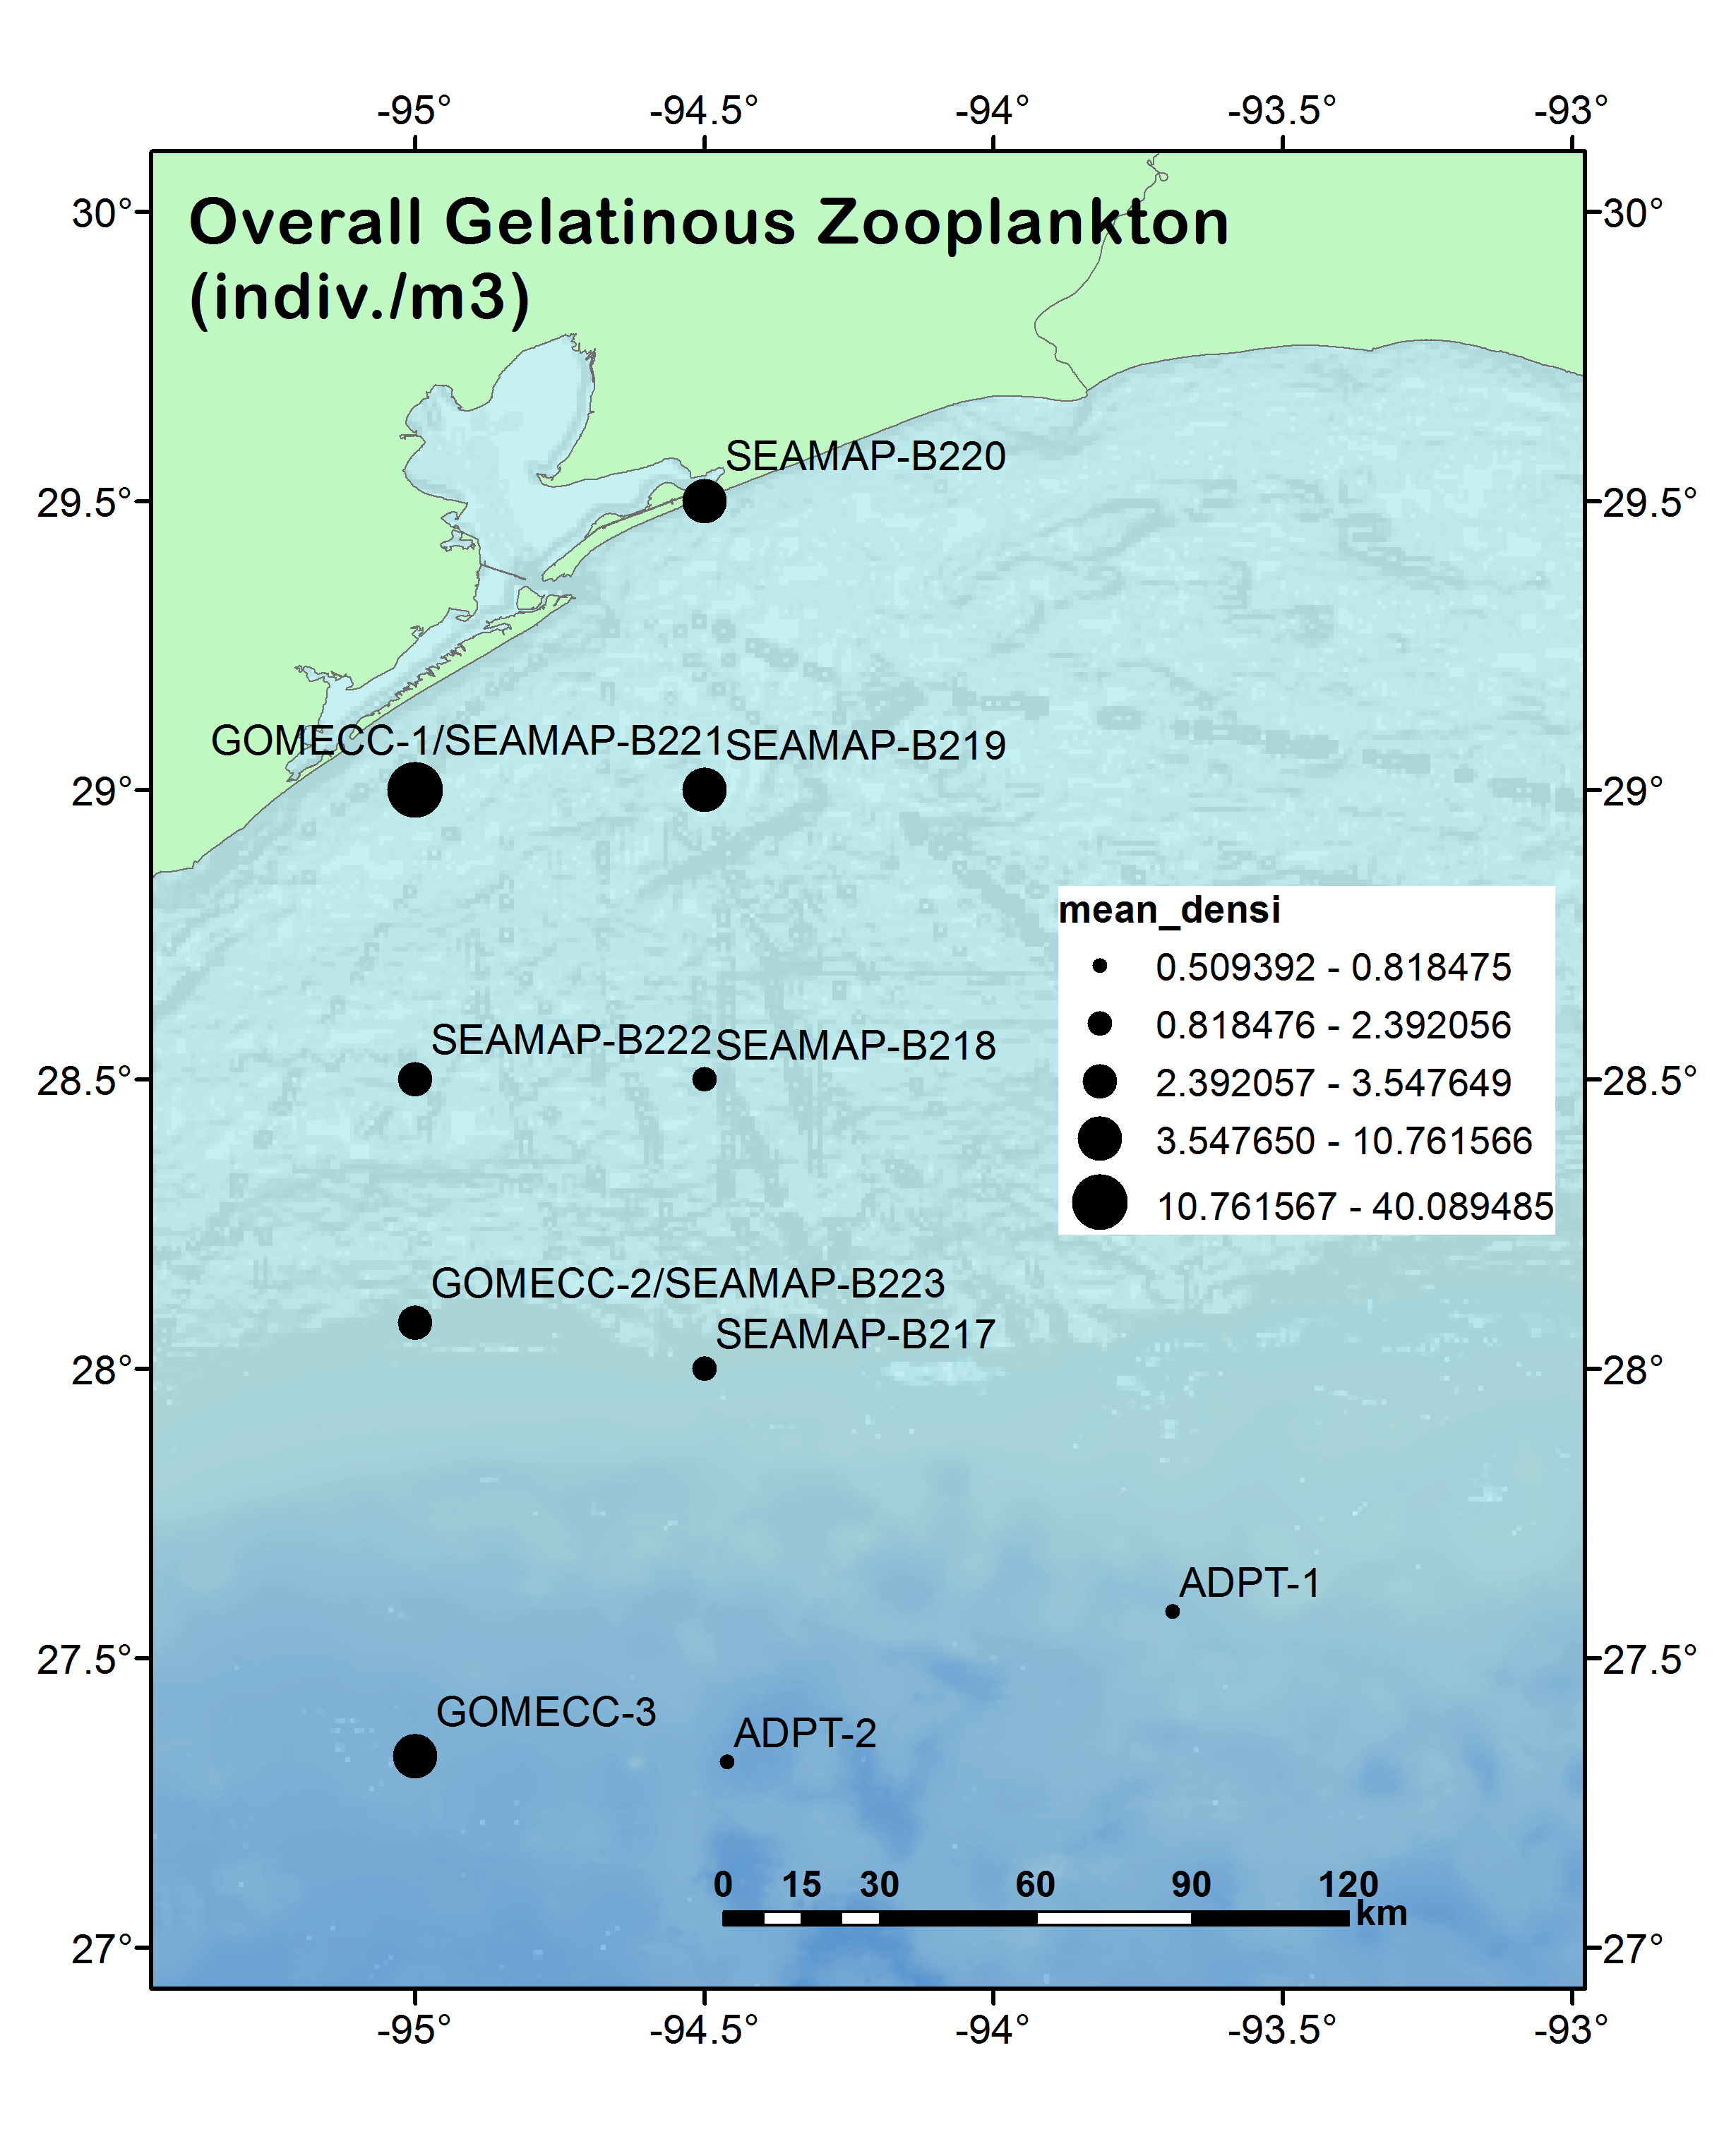 -95° -94.5° -94° -93.5° -93°
30° 30°
Overall Gelatinous Zooplankton
(indiv./m3)
SEAMAP-B220
29.5° 29.5°
GOMECC-1/SEAMAP-B221 SEAMAP-B219
29° 29°
mean_densi
0.509392 - 0.818475
0.818476 - 2.392056
2.392057 - 3.547649
3.547650 - 10.761566
10.761567 - 40.089485
SEAMAP-B222 SEAMAP-B218
28.5° 28.5°
GOMECC-2/SEAMAP-B223
SEAMAP-B217
28° 28°
ADPT-1
27.5° 27.5°
GOMECC-3
ADPT-2
0 15 30 60 90 120
km
27° 27°
-95° -94.5° -94° -93.5° -93°